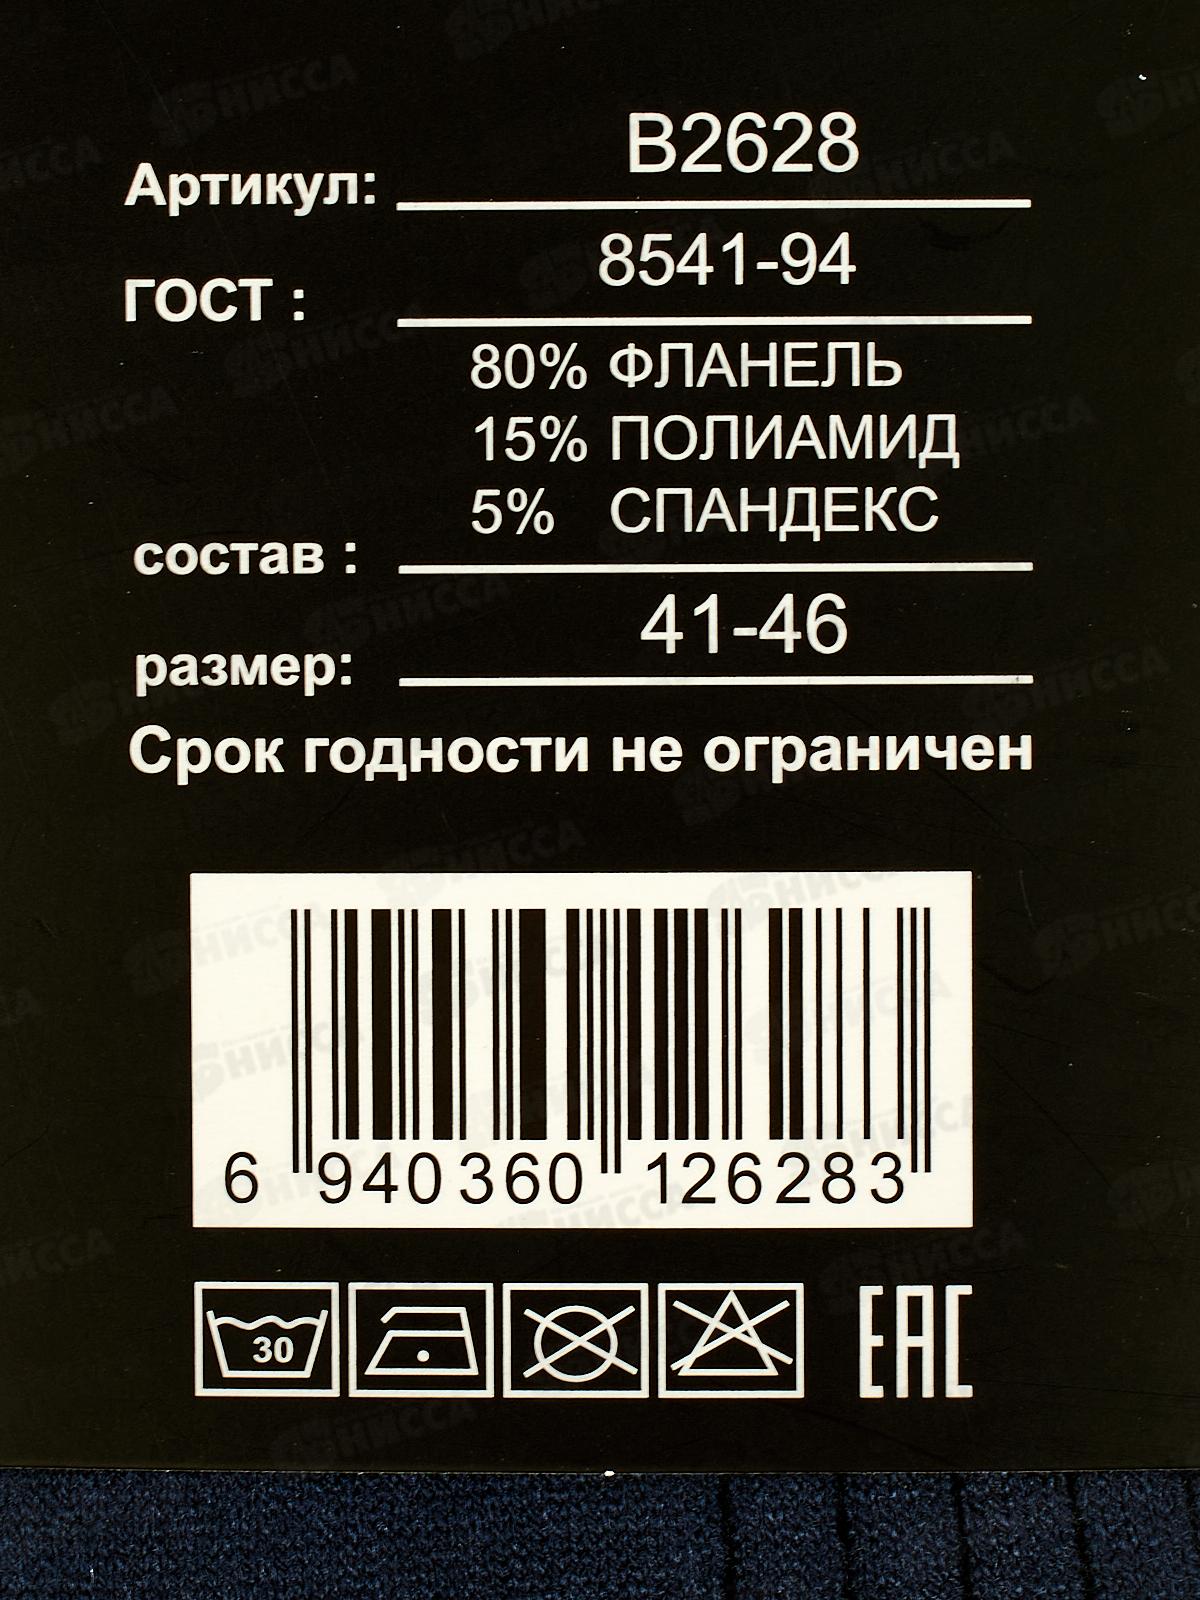 Артикул: B2628
ГОСТ : 8541-94
80% ФЛАНЕЛЬ
15% ПОЛИАМИД
5% СПАНДЕКС
состав :
размер: 41-46
Срок годности не ограничен
6 940360 126283
30
EAC